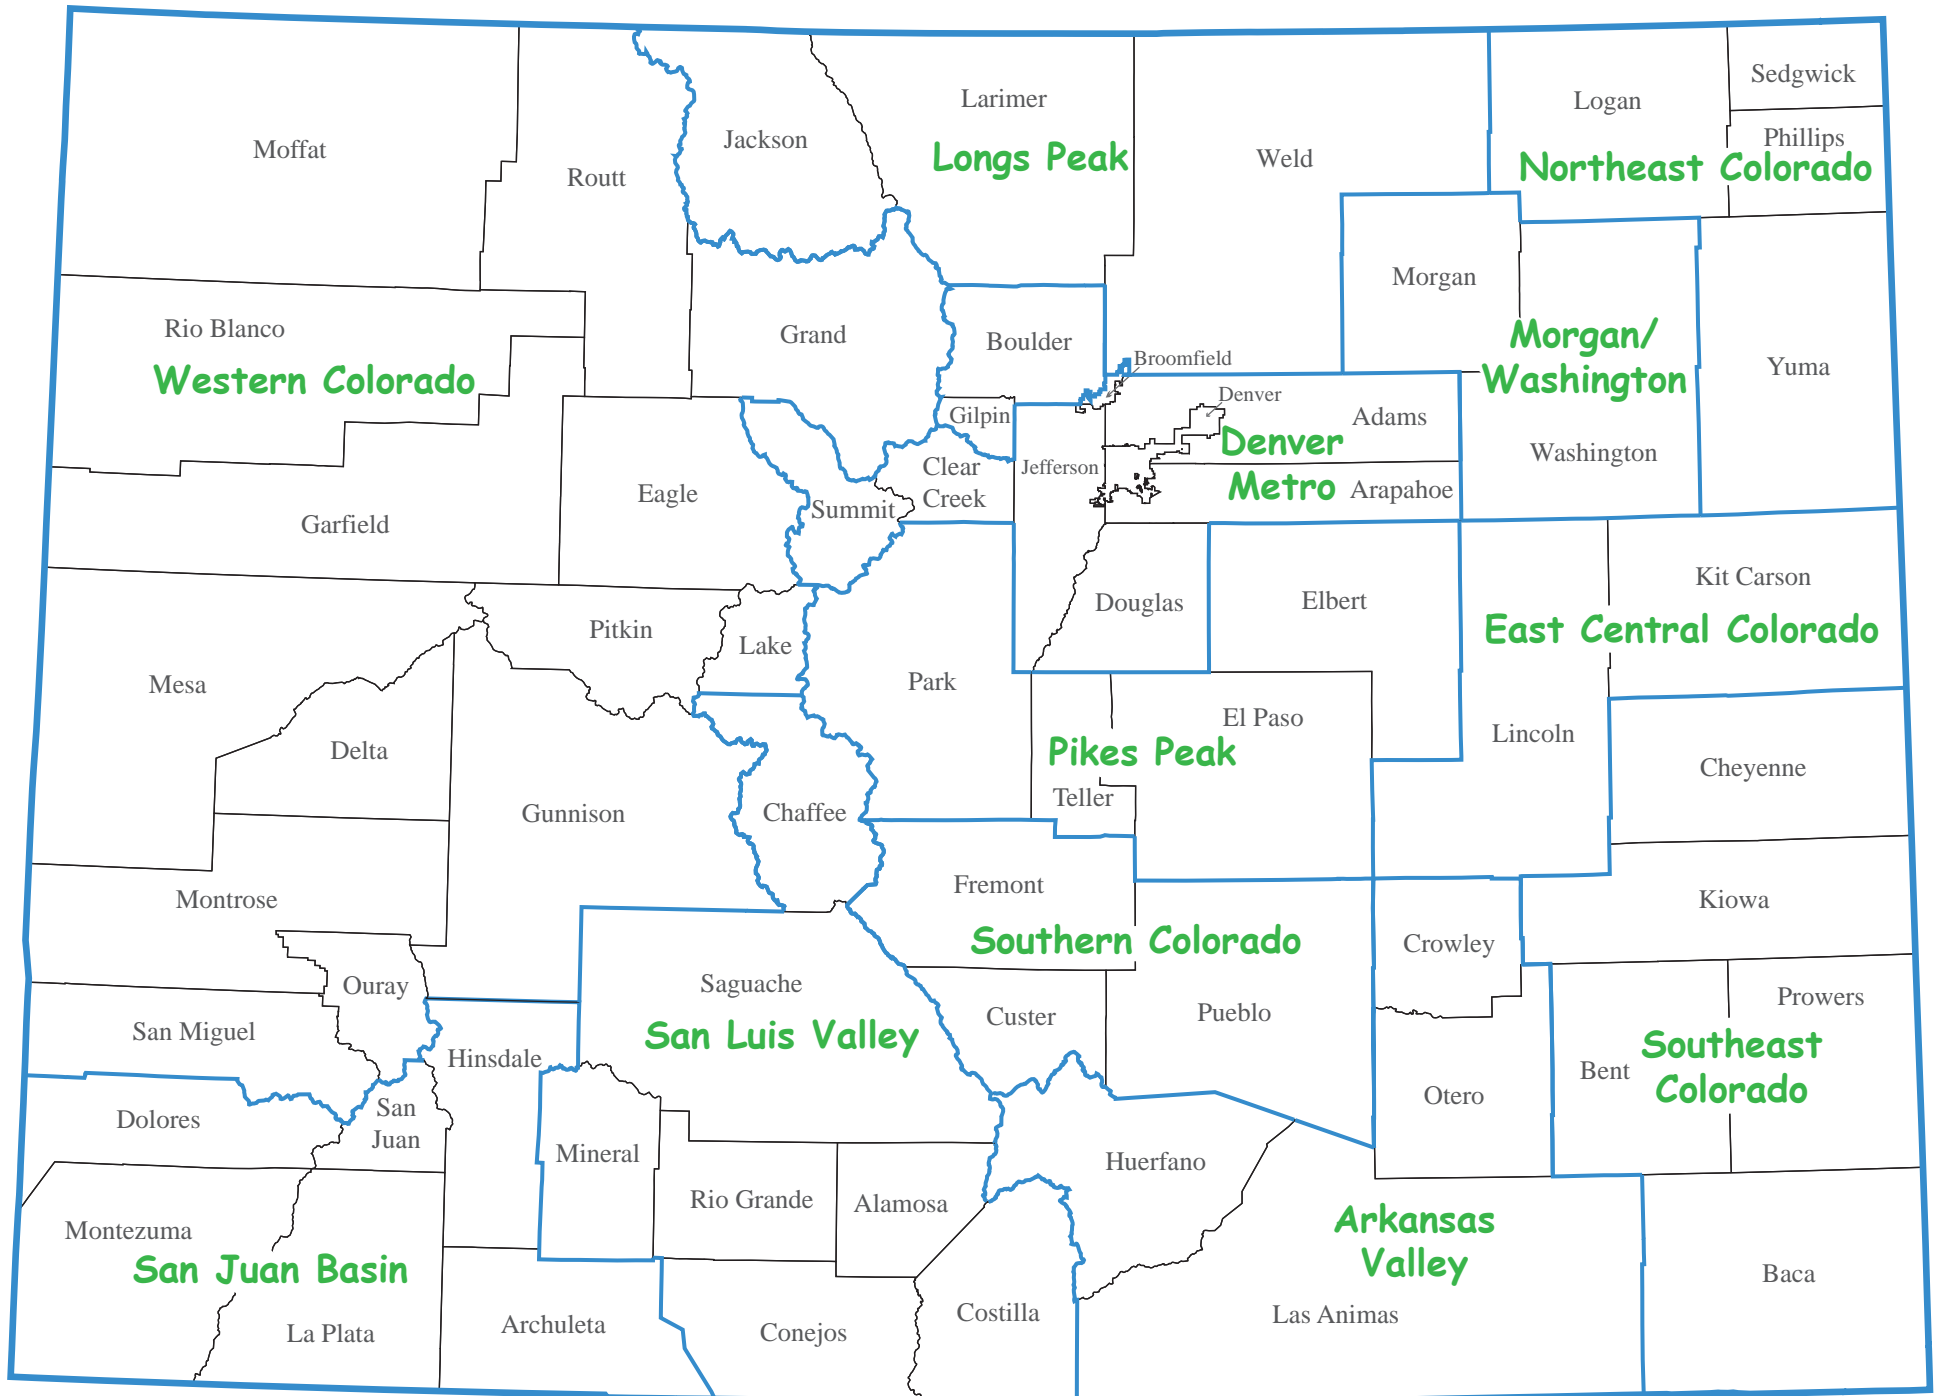 Sedgwick
Larimer
Logan
Jackson
Phillips
Moffat
Longs Peak
Weld
Northeast Colorado
Routt
Morgan
Rio Blanco
Grand
Boulder
Morgan/
Washington
Broomfield
Yuma
Western Colorado
Denver
Gilpin
Adams
Denver
Metro
Washington
Clear
Creek
Jefferson
Eagle
Arapahoe
Summit
Garfield
Kit Carson
Douglas
Elbert
Pitkin
East Central Colorado
Lake
Mesa
Park
El Paso
Lincoln
Delta
Pikes Peak
Cheyenne
Teller
Gunnison
Chaffee
Fremont
Montrose
Kiowa
Southern Colorado
Crowley
Saguache
Ouray
Prowers
Custer
Pueblo
San Miguel
San Luis Valley
Hinsdale
Southeast
Colorado
Bent
Otero
San
Juan
Dolores
Mineral
Huerfano
Rio Grande
Alamosa
Montezuma
Arkansas
Valley
San Juan Basin
Baca
Costilla
Las Animas
Archuleta
La Plata
Conejos